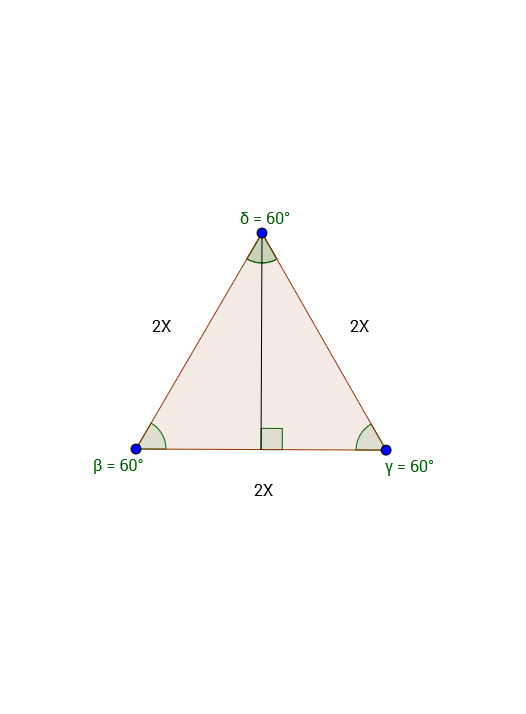 δ = 60°
2X
2X
β = 60°
γ = 60°
2X